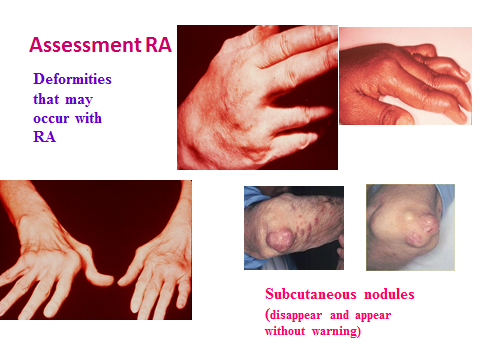 Assessment RA
Deformities
that may
occur with
RA
Subcutaneous nodules
(disappear and appear
without warning)